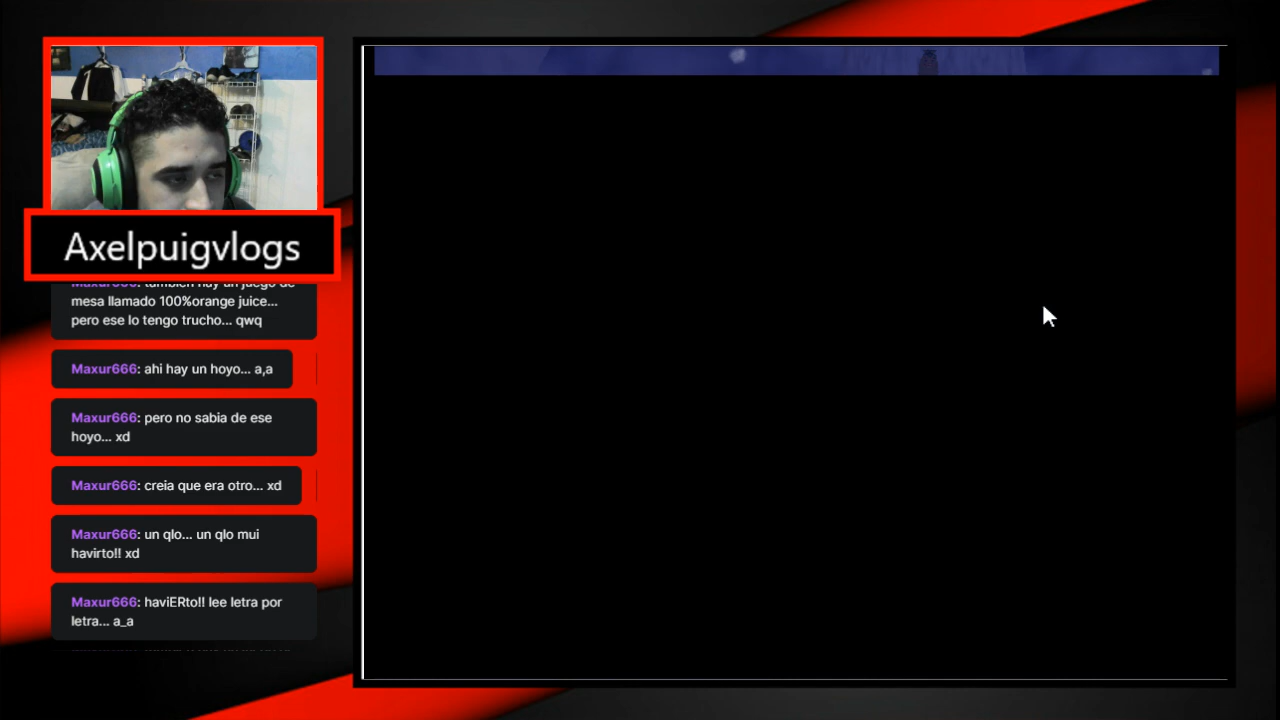 Axelpuigvlogs
Maxur666: tambien hay un juego de
mesa llamado 100%orange juice...
pero ese lo tengo trucho... qwq
Maxur666: ahi hay un hoyo... a,a
Maxur666: pero no sabia de ese
hoyo... xd
Maxur666: creia que era otro... xd
Maxur666: un qlo... un qlo mui
havirto!! xd
Maxur666: haviERto!! lee letra por
letra... a_a